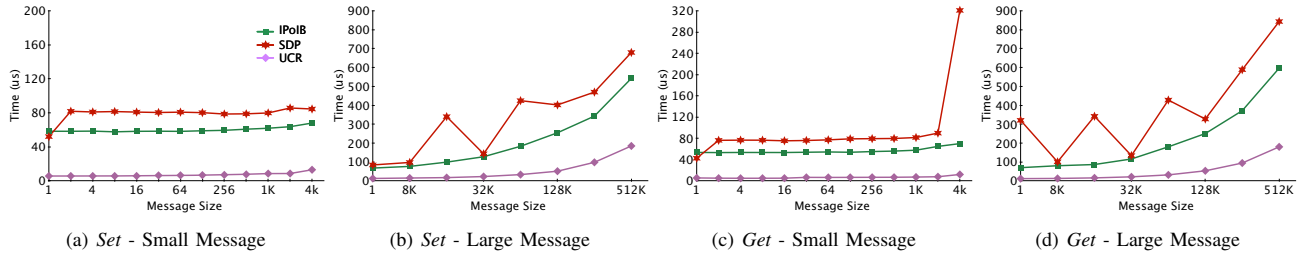 200
160
120
80
40
0
Time (us)
1 4 16 64 256 1K 4k
Message Size
IPoIB
SDP
UCR
(a) Set - Small Message
900
800
700
600
500
400
300
200
100
0
Time (us)
1 8K 32K 128K 512K
Message Size
(b) Set - Large Message
320
280
240
200
160
120
80
40
0
Time (us)
1 4 16 64 256 1K 4k
Message Size
(c) Get - Small Message
900
800
700
600
500
400
300
200
100
0
Time (us)
1 8K 32K 128K 512K
Message Size
(d) Get - Large Message